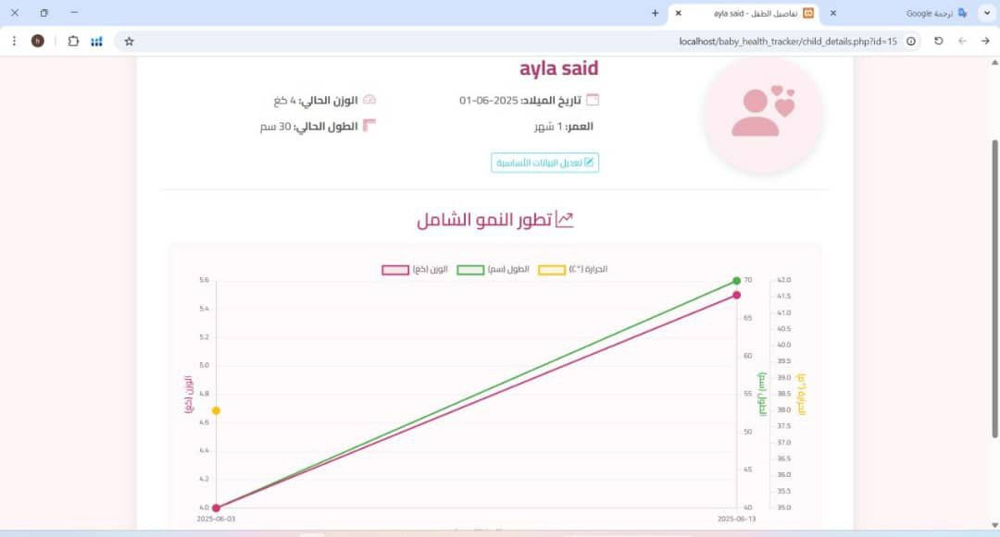 ترجمة Google
تفاصيل الطفل - ayla said
localhost/baby_health_tracker/child_details.php?id=15
h
ayla said
تاريخ الميلاد: 2025-06-01
الوزن الحالي: 4 كغ
العمر: 1 شهر
الطول الحالي: 30 سم
تعديل البيانات الأساسية
تطور النمو الشامل
الحرارة (°C)
الطول (سم)
الوزن (كغ)
5.6
5.4
5.2
5.0
4.8
4.6
4.4
4.2
4.0
الوزن (كغ)
70
65
60
55
50
45
40
الطول (سم)
42.0
41.5
41.0
40.5
40.0
39.5
39.0
38.5
38.0
37.5
37.0
36.5
36.0
35.5
35.0
الحرارة (°م)
2025-06-03
2025-06-13